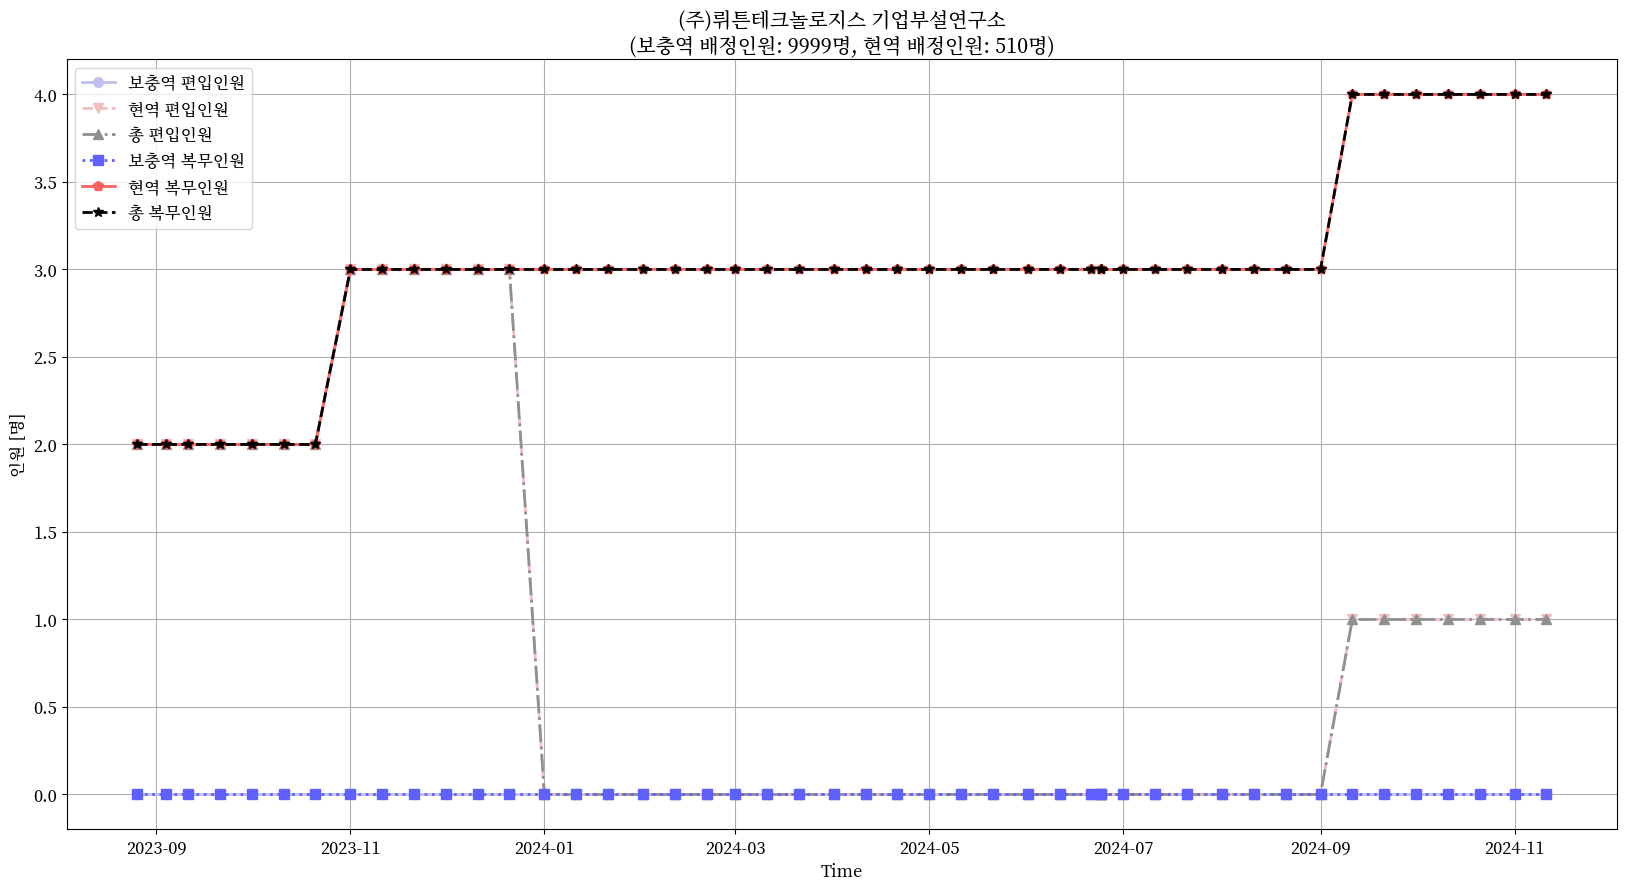 (주)뤼튼테크놀로지스 기업부설연구소
(보충역 배정인원: 9999명, 현역 배정인원: 510명)
보충역 편입인원
현역 편입인원
총 편입인원
보충역 복무인원
현역 복무인원
총 복무인원
4.0
3.5
3.0
2.5
2.0
1.5
1.0
0.5
0.0
인원 [명]
2023-09 2023-11 2024-01 2024-03 2024-05 2024-07 2024-09 2024-11
Time